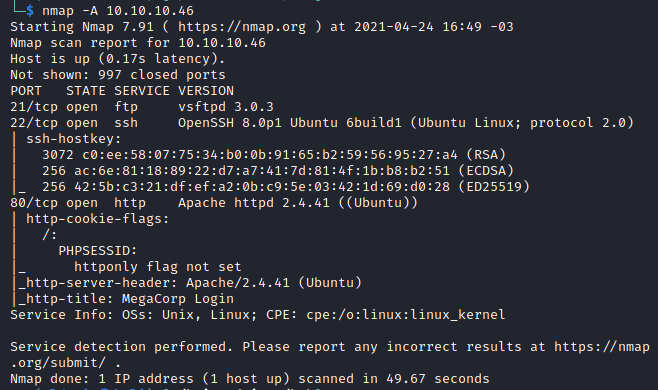 └─$ nmap -A 10.10.10.46
Starting Nmap 7.91 ( https://nmap.org ) at 2021-04-24 16:49 -03
Nmap scan report for 10.10.10.46
Host is up (0.17s latency).
Not shown: 997 closed ports
PORT   STATE SERVICE VERSION
21/tcp open  ftp     vsftpd 3.0.3
22/tcp open  ssh     OpenSSH 8.0p1 Ubuntu 6build1 (Ubuntu Linux; protocol 2.0)
| ssh-hostkey:
|   3072 c0:ee:58:07:75:34:b0:0b:91:65:b2:59:56:95:27:a4 (RSA)
|   256 ac:6e:81:18:89:22:d7:a7:41:7d:81:4f:1b:b8:b2:51 (ECDSA)
|_  256 42:5b:c3:21:df:ef:a2:0b:c9:5e:03:42:1d:69:d0:28 (ED25519)
80/tcp open  http    Apache httpd 2.4.41 ((Ubuntu))
| http-cookie-flags:
|   /:
|     PHPSESSID:
|_      httponly flag not set
|_http-server-header: Apache/2.4.41 (Ubuntu)
|_http-title: MegaCorp Login
Service Info: OSs: Unix, Linux; CPE: cpe:/o:linux:linux_kernel

Service detection performed. Please report any incorrect results at https://nmap
.org/submit/ .
Nmap done: 1 IP address (1 host up) scanned in 49.67 seconds